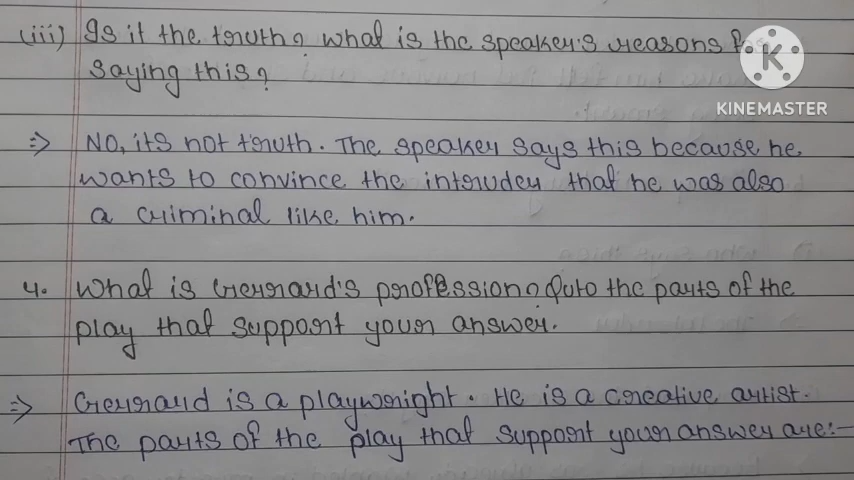 (iii) Is it the truth? what is the speaker's reasons for
saying this?
KINEMASTER
=> No, its not truth. The speaker says this because he
wants to convince the intruder that he was also
a criminal like him.
4. What is Gerrard's profession? Quto the parts of the
play that support your answer.
=> Gerrard is a playwright. He is a creative artist.
The parts of the play that support your answer are:-